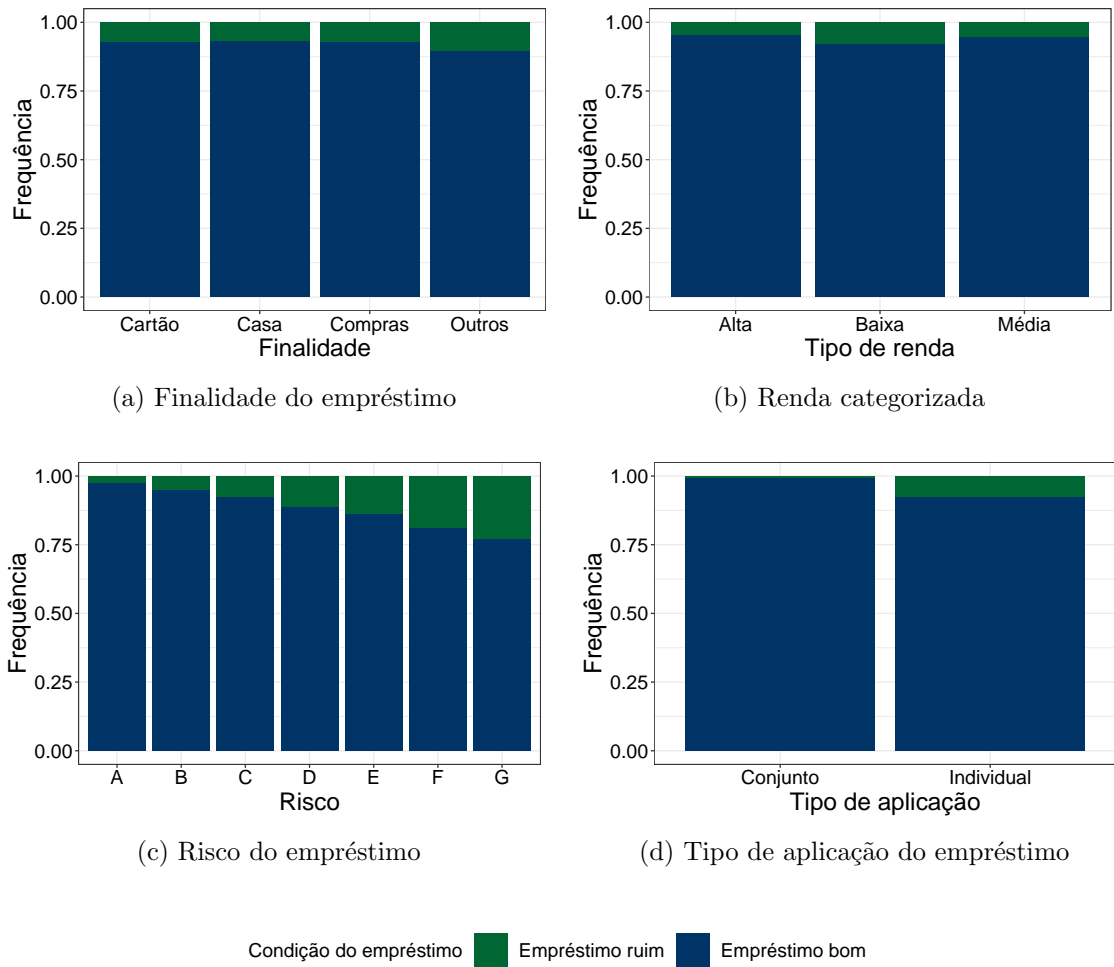 1.00
0.75
0.50
0.25
0.00
Frequência
Cartão Casa Compras Outros
Finalidade
(a) Finalidade do empréstimo
1.00
0.75
0.50
0.25
0.00
Frequência
Alta Baixa Média
Tipo de renda
(b) Renda categorizada
1.00
0.75
0.50
0.25
0.00
Frequência
A B C D E F G
Risco
(c) Risco do empréstimo
1.00
0.75
0.50
0.25
0.00
Frequência
Conjunto Individual
Tipo de aplicação
(d) Tipo de aplicação do empréstimo
Condição do empréstimo Empréstimo ruim Empréstimo bom